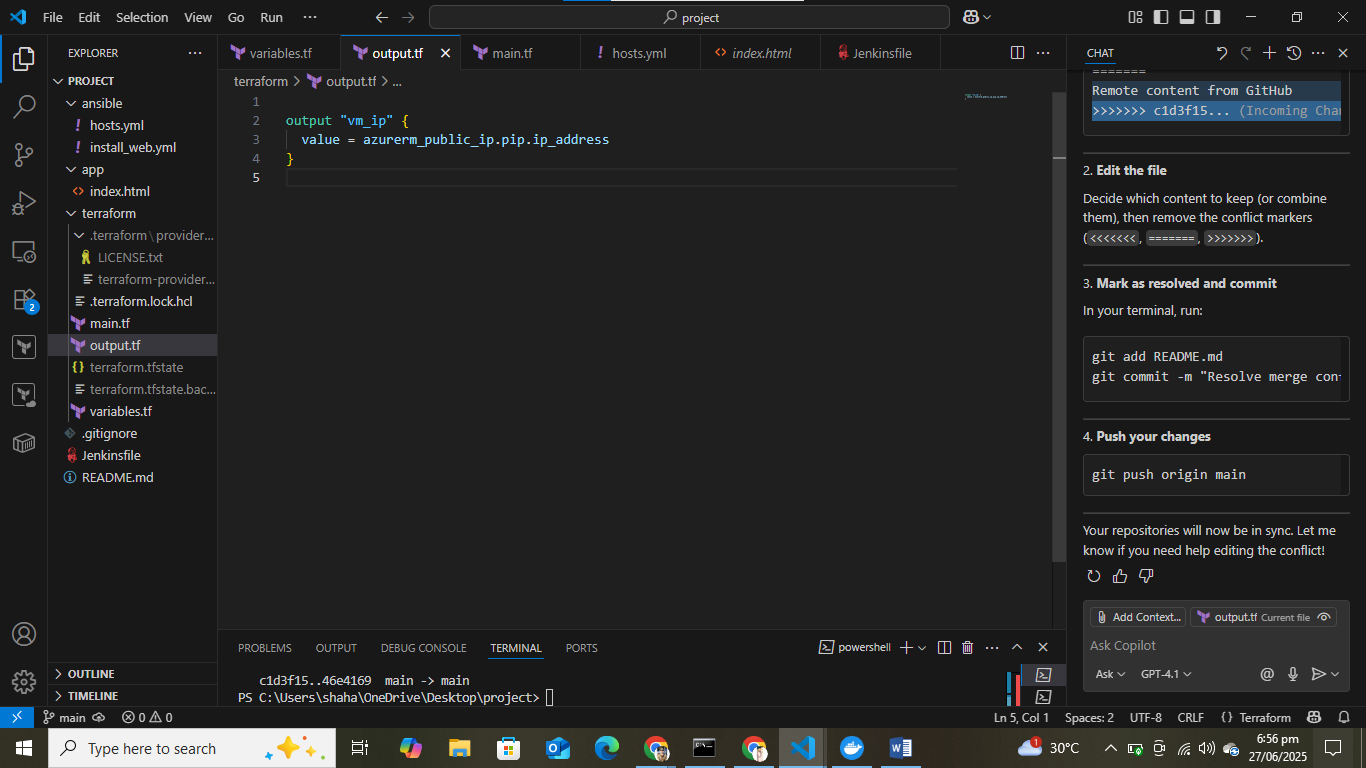 File Edit Selection View Go Run ···
project
EXPLORER
PROJECT
ansible
hosts.yml
install_web.yml
app
index.html
terraform
.terraform \ provider...
LICENSE.txt
terraform-provider...
.terraform.lock.hcl
main.tf
output.tf
terraform.tfstate
terraform.tfstate.bac...
variables.tf
.gitignore
Jenkinsfile
README.md
OUTLINE
TIMELINE
2
variables.tf output.tf main.tf hosts.yml index.html Jenkinsfile
terraform > output.tf > ...
1
2 output "vm_ip" {
3 value = azurerm_public_ip.pip.ip_address
4 }
5
PROBLEMS OUTPUT DEBUG CONSOLE TERMINAL PORTS
powershell
c1d3f15..46e4169 main -> main
PS C:\Users\shaha\OneDrive\Desktop\project>
CHAT
=======
Remote content from GitHub
>>>>>>> c1d3f15... (Incoming Cha
2. Edit the file
Decide which content to keep (or combine
them), then remove the conflict markers
(<<<<<<<, =======, >>>>>>>).
3. Mark as resolved and commit
In your terminal, run:
git add README.md
git commit -m "Resolve merge con
4. Push your changes
git push origin main
Your repositories will now be in sync. Let me
know if you need help editing the conflict!
Add Context... output.tf Current file
Ask Copilot
Ask GPT-4.1
main 0 0 Ln 5, Col 1 Spaces: 2 UTF-8 CRLF {} Terraform
Type here to search
1 30°C
6:56 pm
27/06/2025